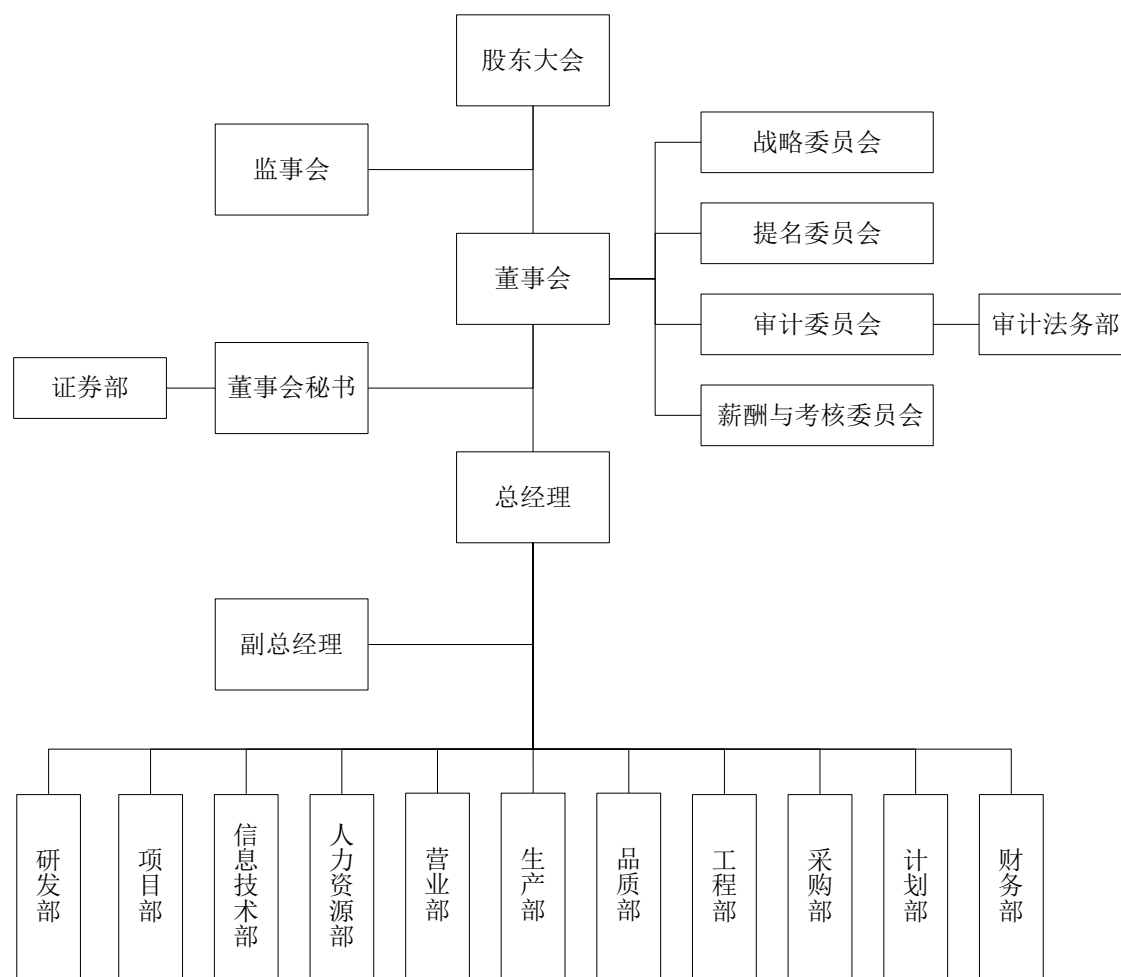 股东大会
监事会
战略委员会
提名委员会
董事会
审计委员会
审计法务部
证券部
董事会秘书
薪酬与考核委员会
总经理
副总经理
研发部
项目部
信息技术部
人力资源部
营业部
生产部
品质部
工程部
采购部
计划部
财务部